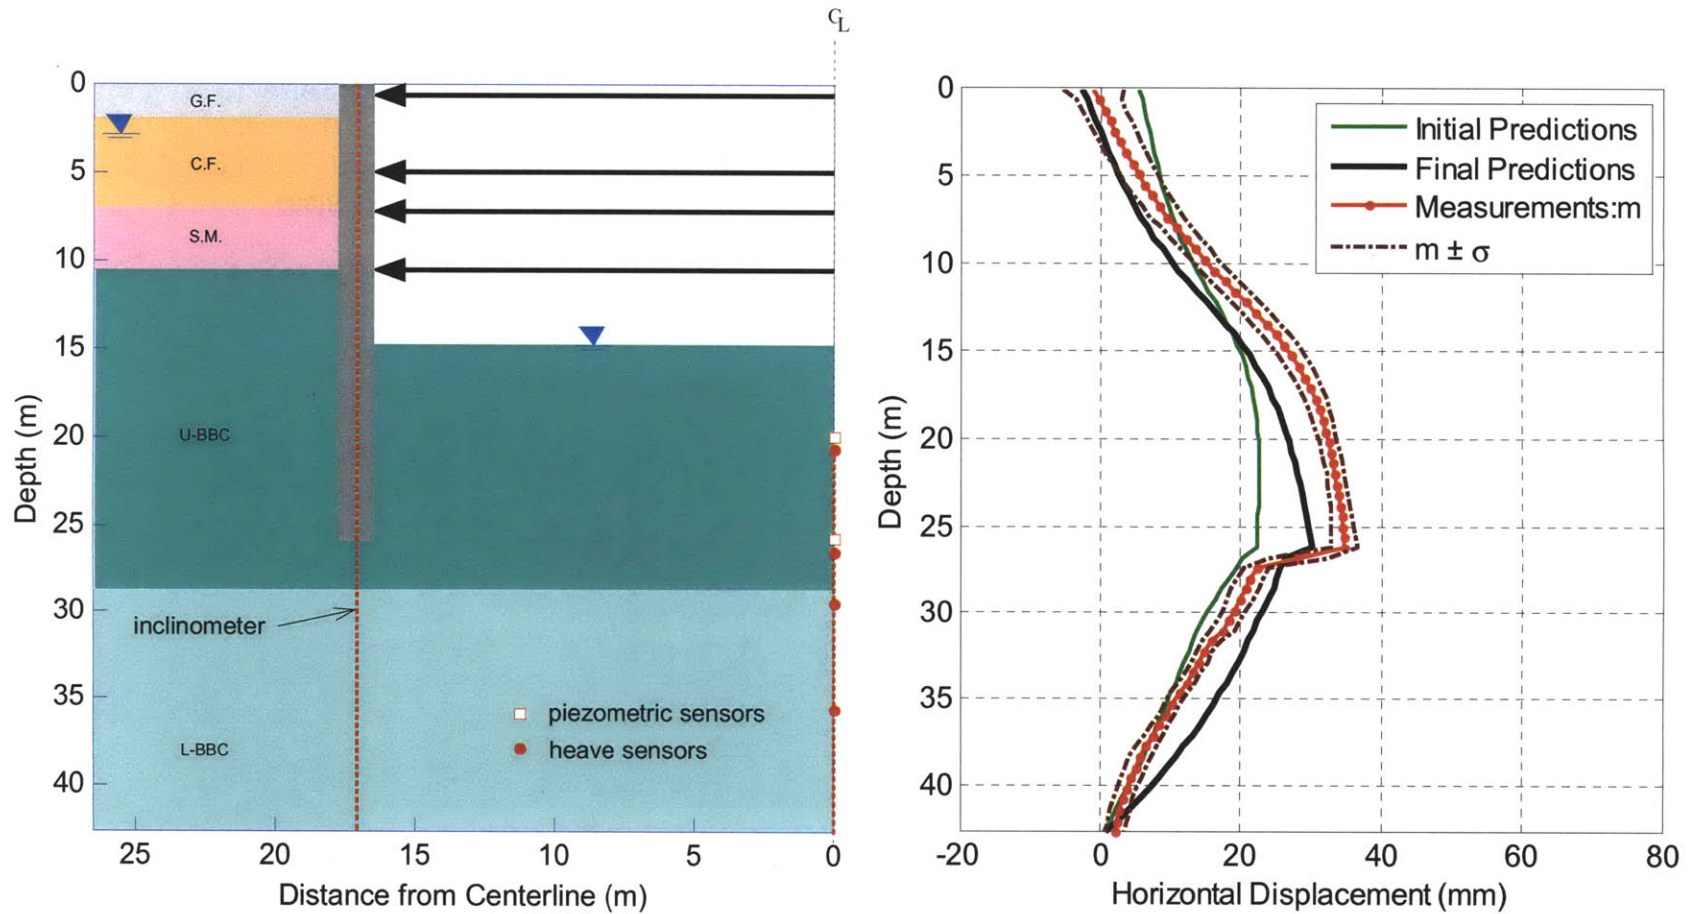 CL
0
5
10
15
20
25
30
35
40
Depth (m)
G.F.
C.F.
S.M.
U-BBC
L-BBC
inclinometer
piezometric sensors
heave sensors
25
20
15
10
5
0
Distance from Centerline (m)
0
5
10
15
20
25
30
35
40
Depth (m)
Initial Predictions
Final Predictions
Measurements:m
m ± σ
-20
0
20
40
60
80
Horizontal Displacement (mm)